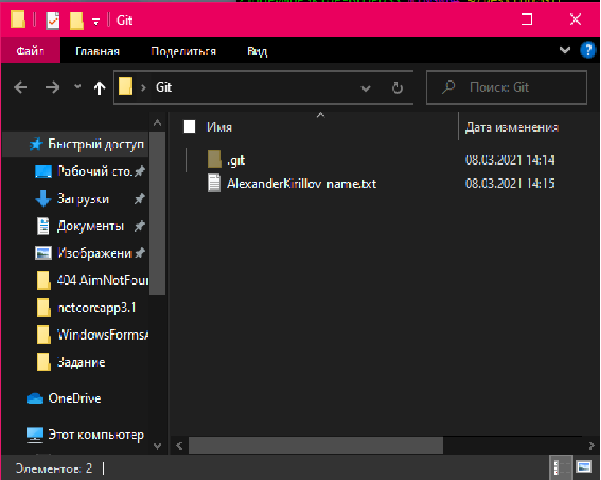 Git
Файл Главная Поделиться Вид
Git Поиск: Git
Имя Дата изменения
Быстрый доступ
.git 08.03.2021 14:14
Рабочий сто.
AlexanderKirillov_name.txt 08.03.2021 14:15
Загрузки
Документы
Изображени
404 AimNotFour
netcoreapp3.1
WindowsFormsA
Задание
OneDrive
Этот компьютер
Элементов: 2